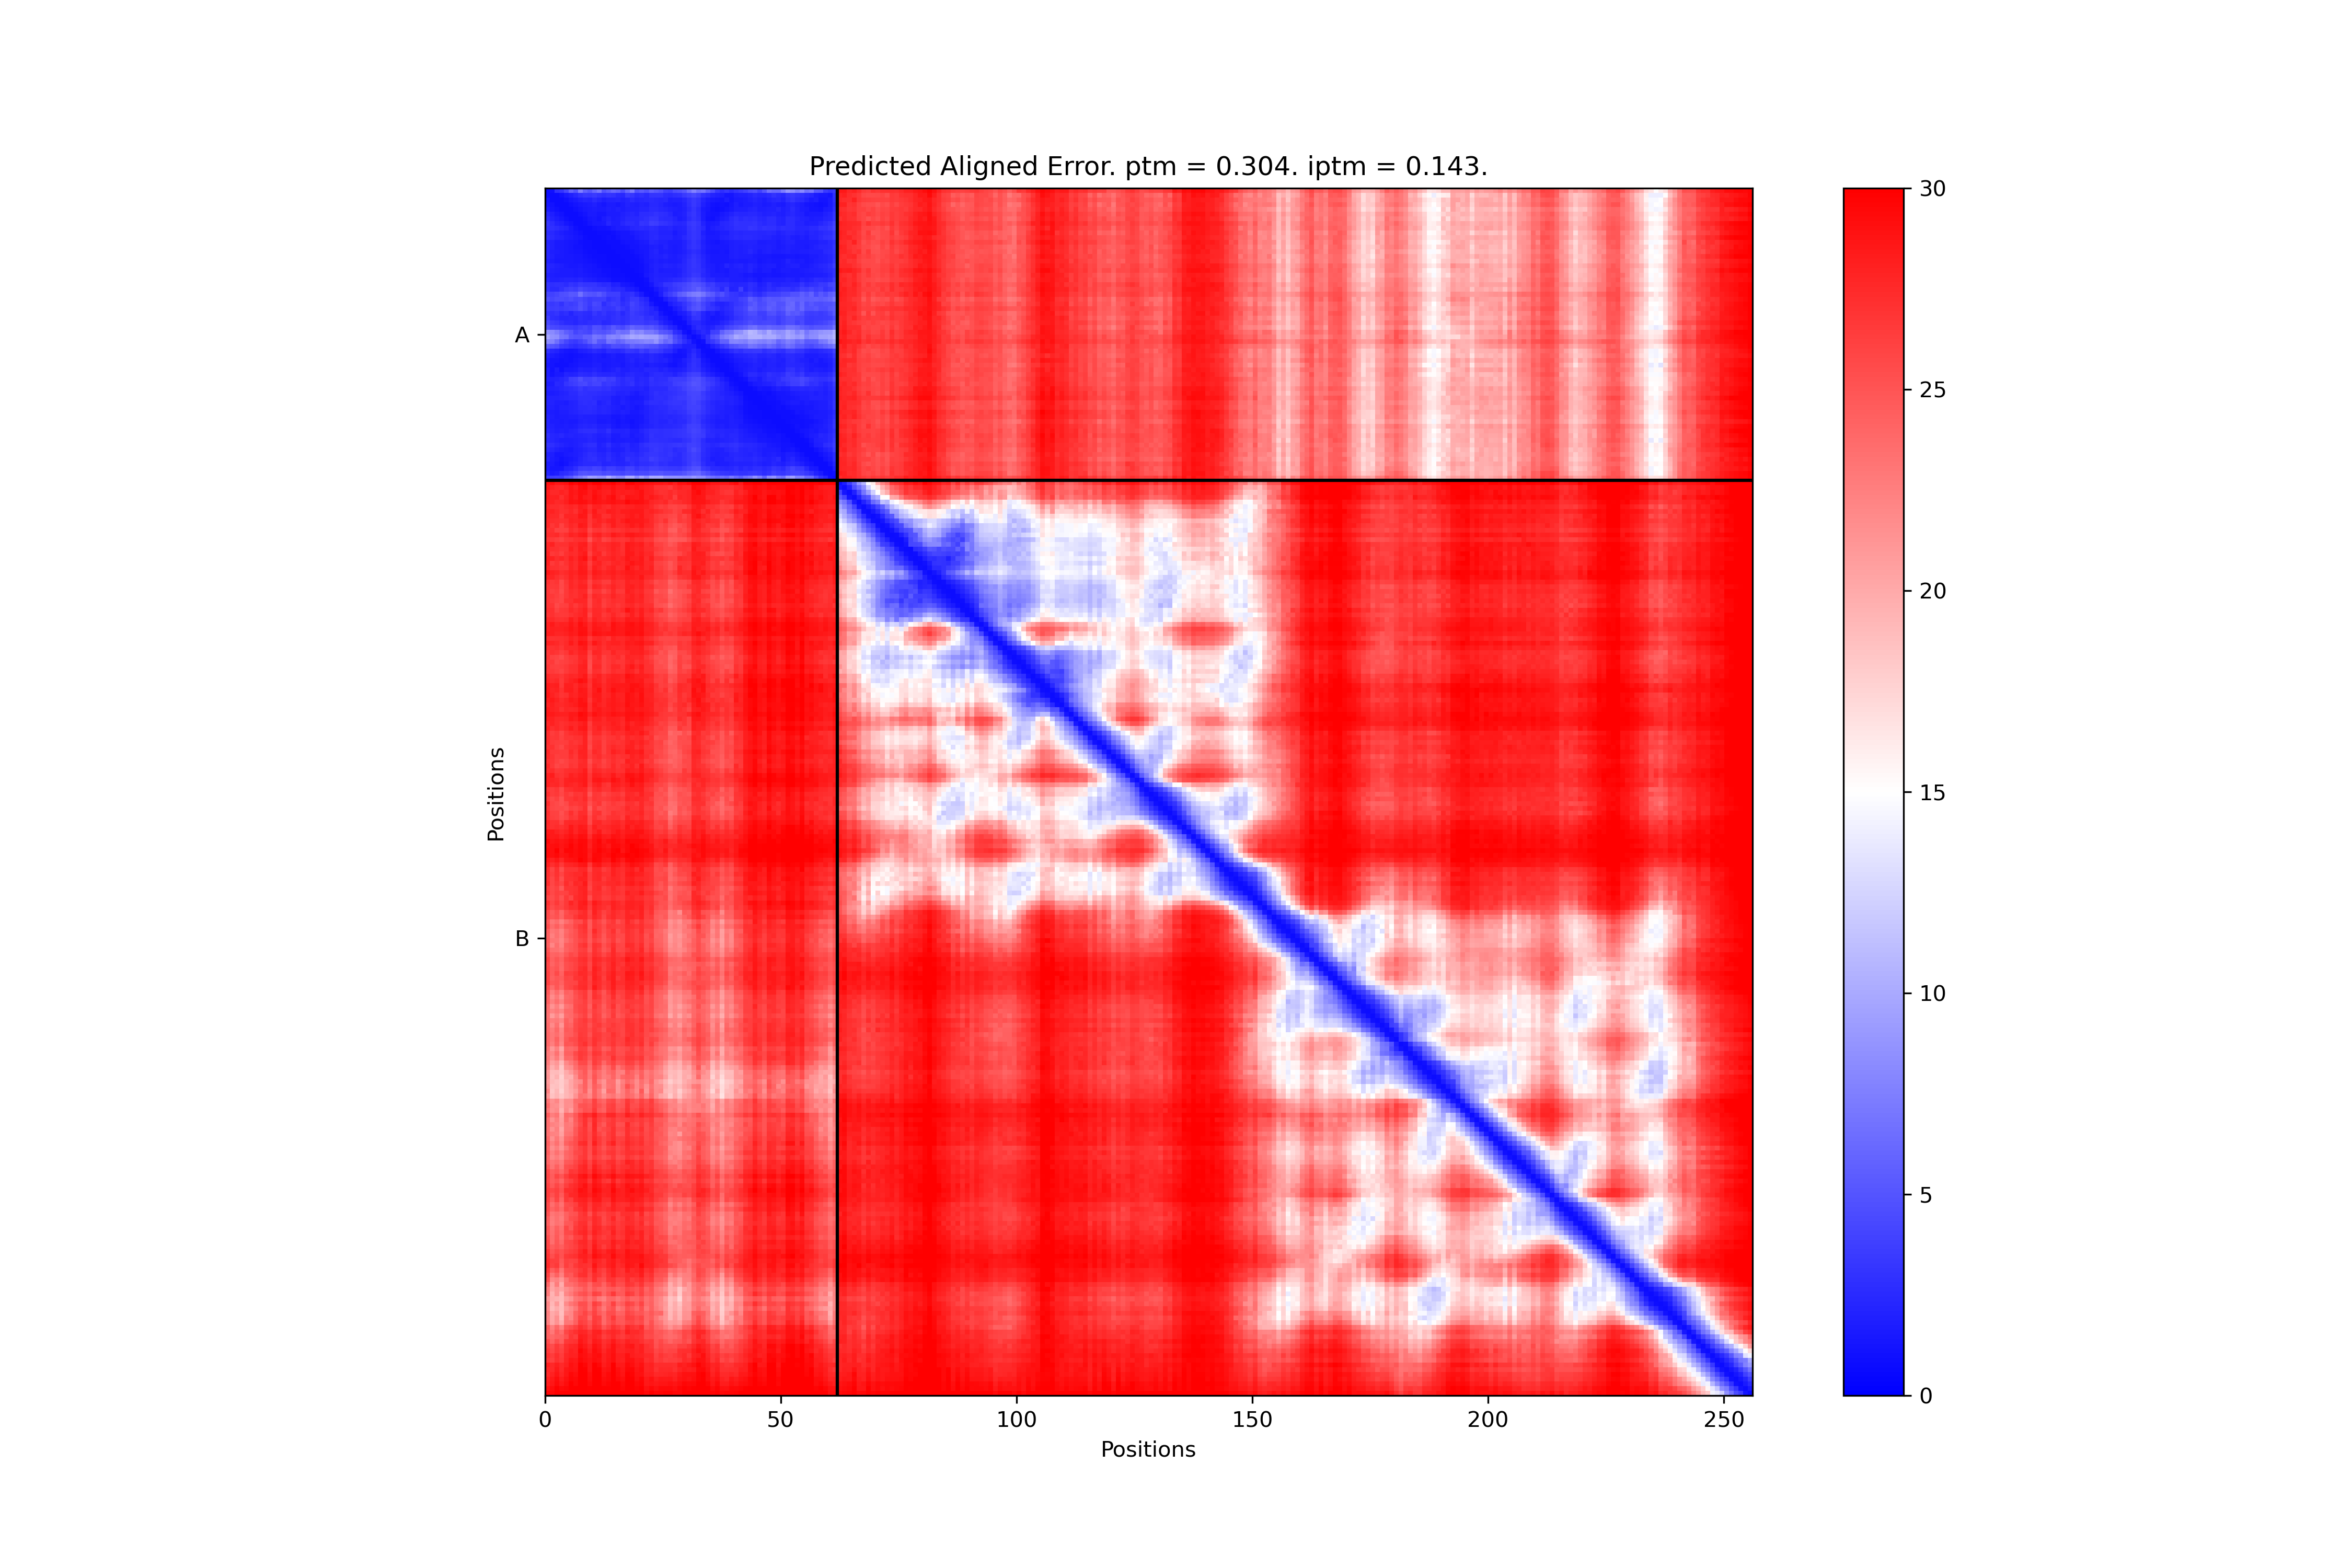 Predicted Aligned Error. ptm = 0.304. iptm = 0.143.
A
B
Positions
0
50
100
150
200
250
Positions
30
25
20
15
10
5
0